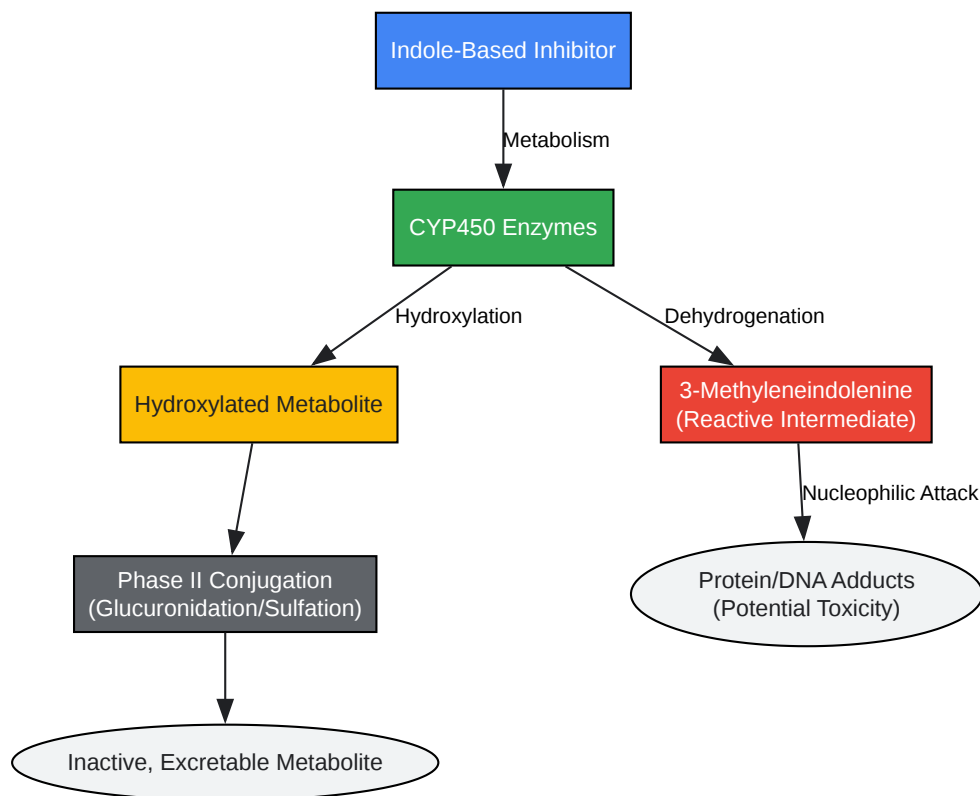 Indole-Based Inhibitor
Metabolism
CYP450 Enzymes
Hydroxylation
Dehydrogenation
Hydroxylated Metabolite
3-Methyleneindolenine
(Reactive Intermediate)
Nucleophilic Attack
Phase II Conjugation
(Glucuronidation/Sulfation)
Protein/DNA Adducts
(Potential Toxicity)
Inactive, Excretable Metabolite